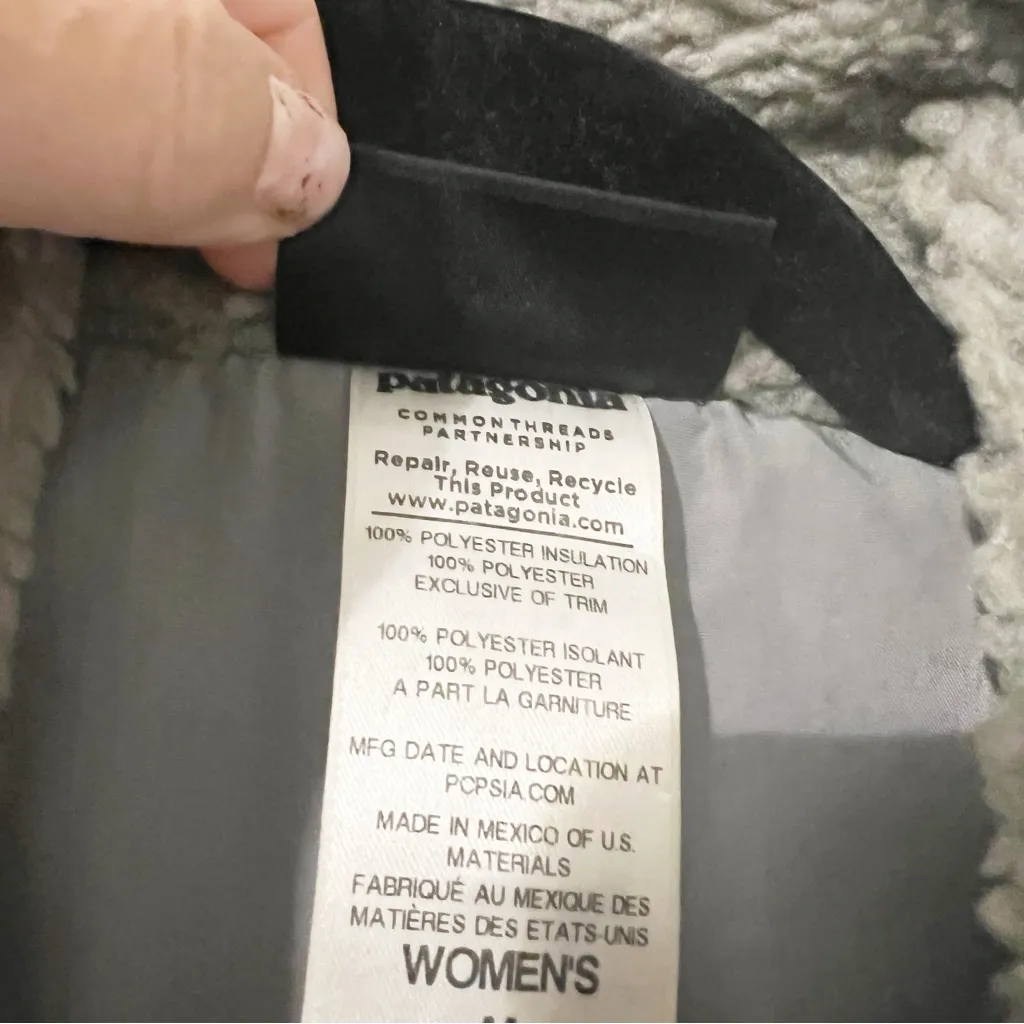 patagonia
COMMON THREADS
PARTNERSHIP
Repair, Reuse, Recycle
This Product
www.patagonia.com
100% POLYESTER INSULATION
100% POLYESTER
EXCLUSIVE OF TRIM
100% POLYESTER ISOLANT
100% POLYESTER
A PART LA GARNITURE
MFG DATE AND LOCATION AT
PCPSIA.COM
MADE IN MEXICO OF U.S.
MATERIALS
FABRIQUÉ AU MEXIQUE DES
MATIÈRES DES ETATS-UNIS
WOMEN'S